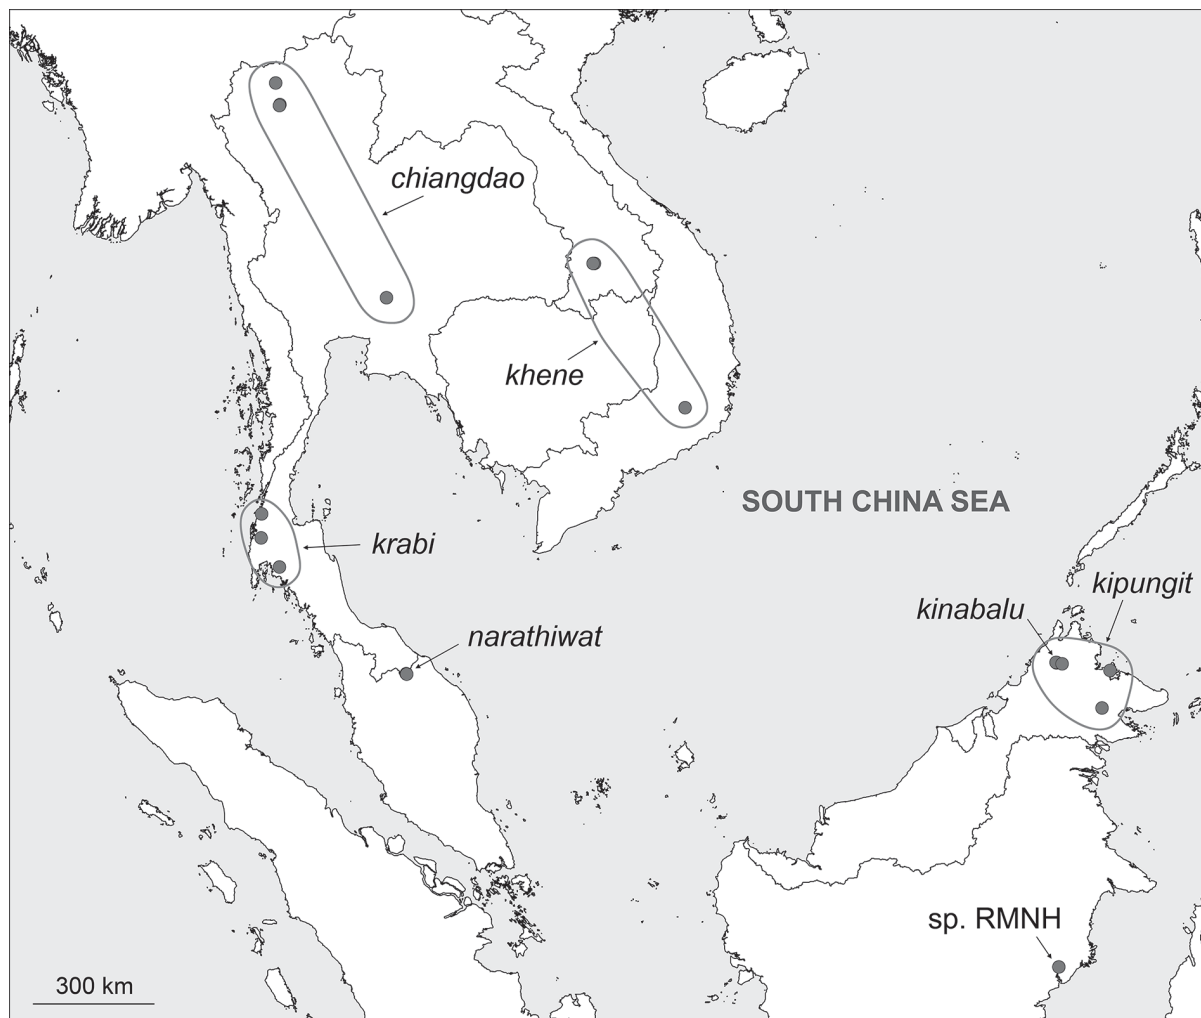 chiangdao
khene
SOUTH CHINA SEA
krabi
kipungit
kinabalu
narathiwat
sp. RMNH
300 km